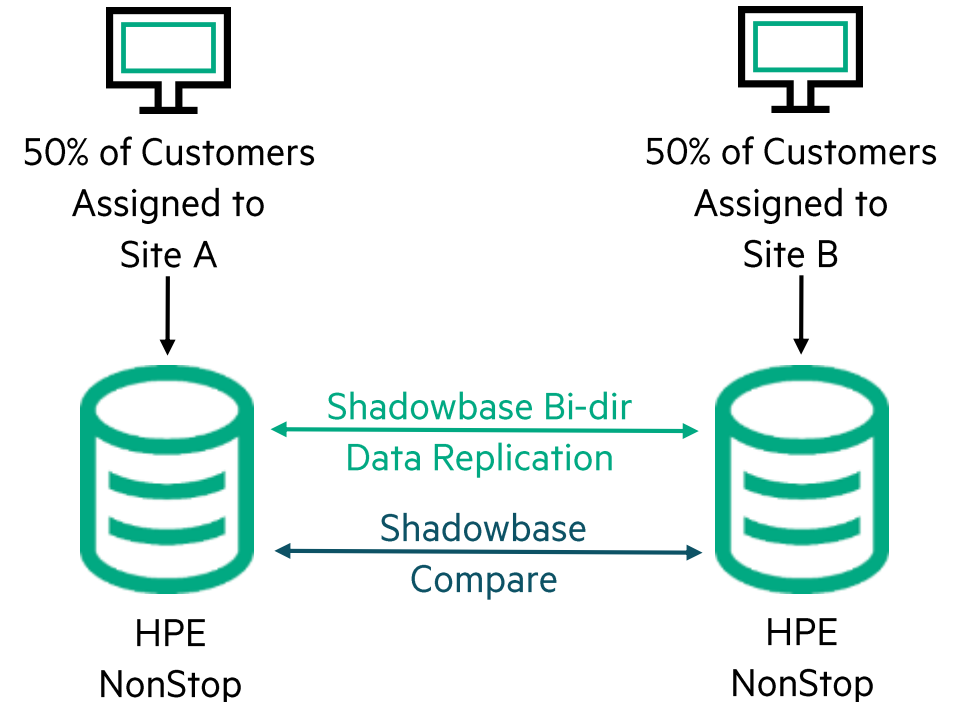 50% of Customers
Assigned to
Site A
50% of Customers
Assigned to
Site B
Shadowbase Bi-dir
Data Replication
Shadowbase
Compare
HPE
NonStop
HPE
NonStop